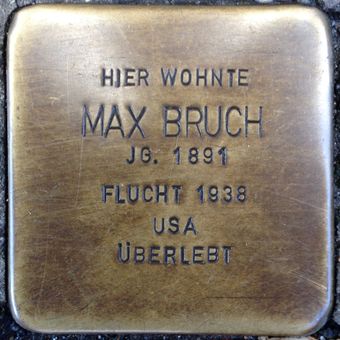 HIER WOHNTE
MAX BRUCH
JG. 1891
FLUCHT 1938
USA
ÜBERLEBT